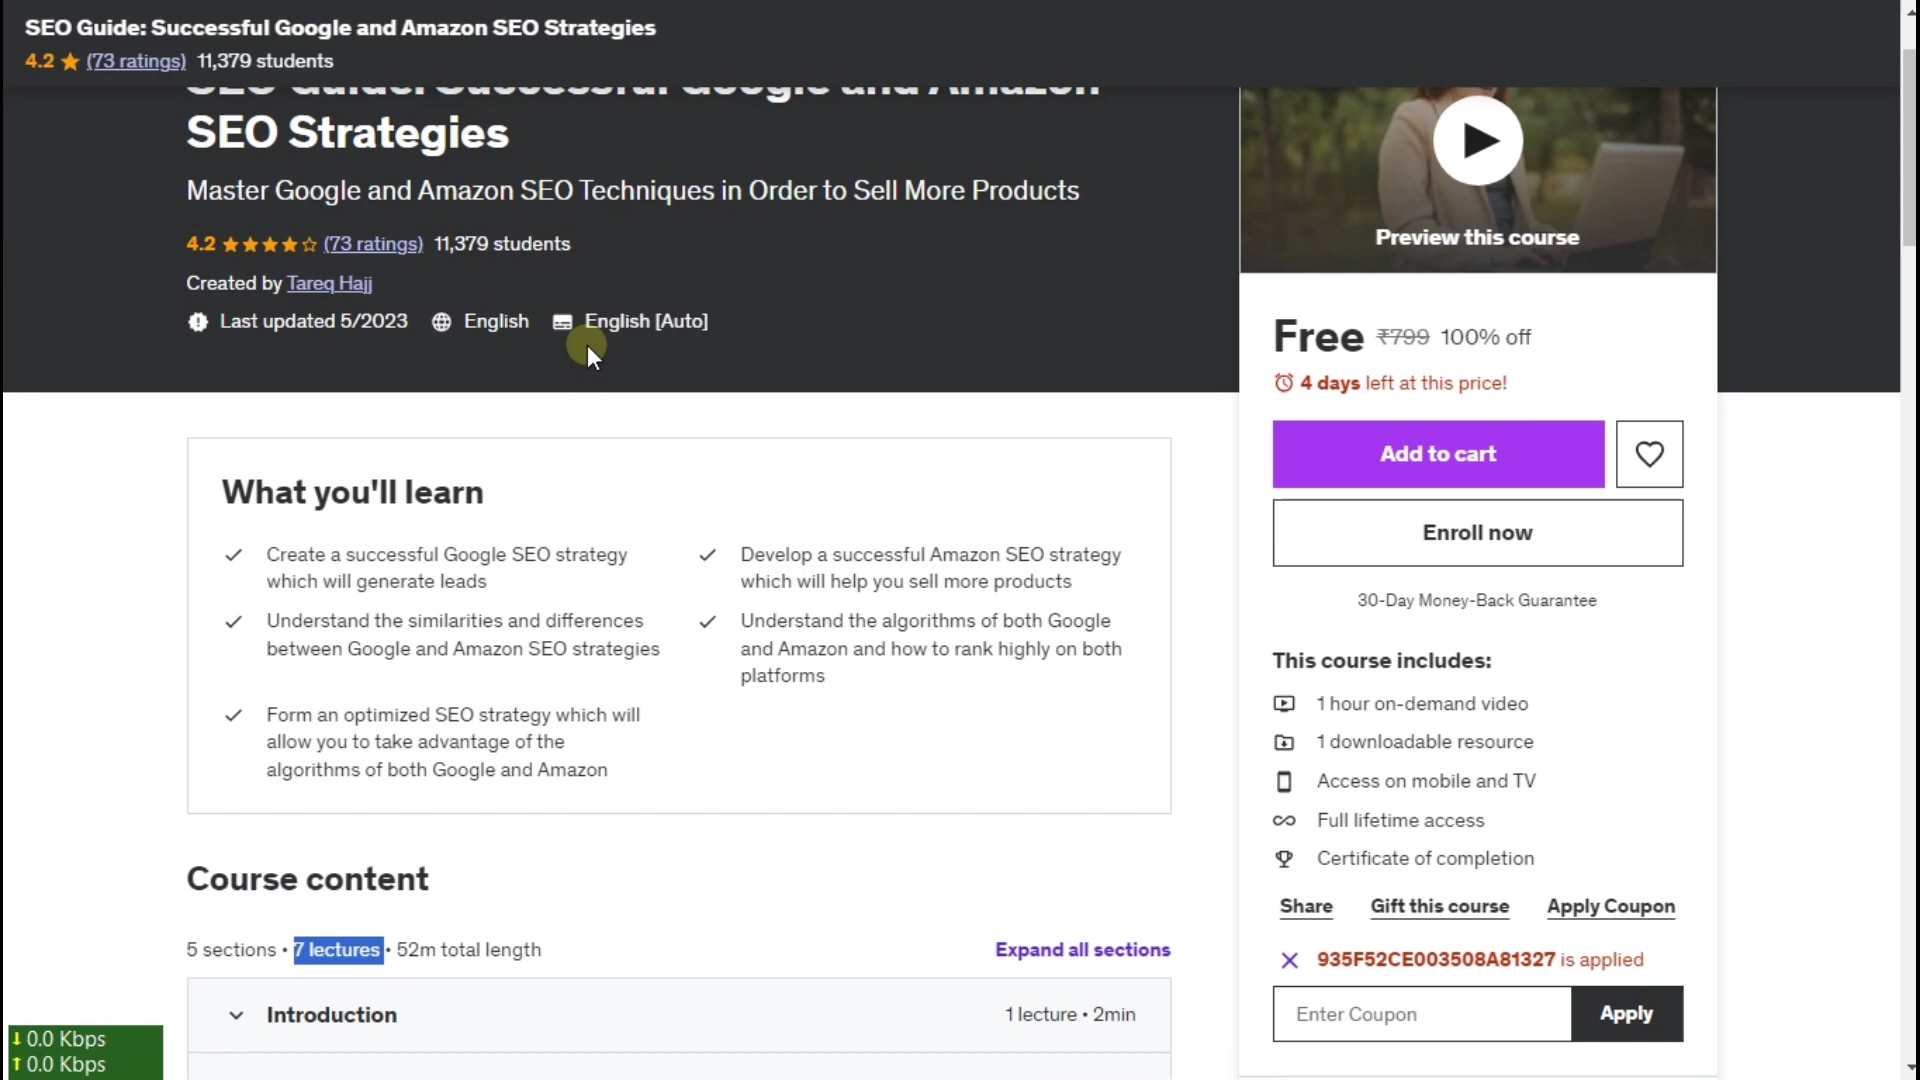 SEO Guide: Successful Google and Amazon SEO Strategies
4.2 (73 ratings) 11,379 students
SEO Guide: Successful Google and Amazon
SEO Strategies
Master Google and Amazon SEO Techniques in Order to Sell More Products
4.2 (73 ratings) 11,379 students
Created by Tareq Hajj
Last updated 5/2023 English English [Auto]
Preview this course
Free ₹799 100% off
4 days left at this price!
Add to cart
Enroll now
30-Day Money-Back Guarantee
This course includes:
1 hour on-demand video
1 downloadable resource
Access on mobile and TV
Full lifetime access
Certificate of completion
Share Gift this course Apply Coupon
935F52CE003508A81327 is applied
Enter Coupon Apply
What you'll learn
Create a successful Google SEO strategy
which will generate leads
Develop a successful Amazon SEO strategy
which will help you sell more products
Understand the similarities and differences
between Google and Amazon SEO strategies
Understand the algorithms of both Google
and Amazon and how to rank highly on both
platforms
Form an optimized SEO strategy which will
allow you to take advantage of the
algorithms of both Google and Amazon
Course content
5 sections • 7 lectures • 52m total length
Expand all sections
Introduction
1 lecture • 2min
0.0 Kbps
0.0 Kbps